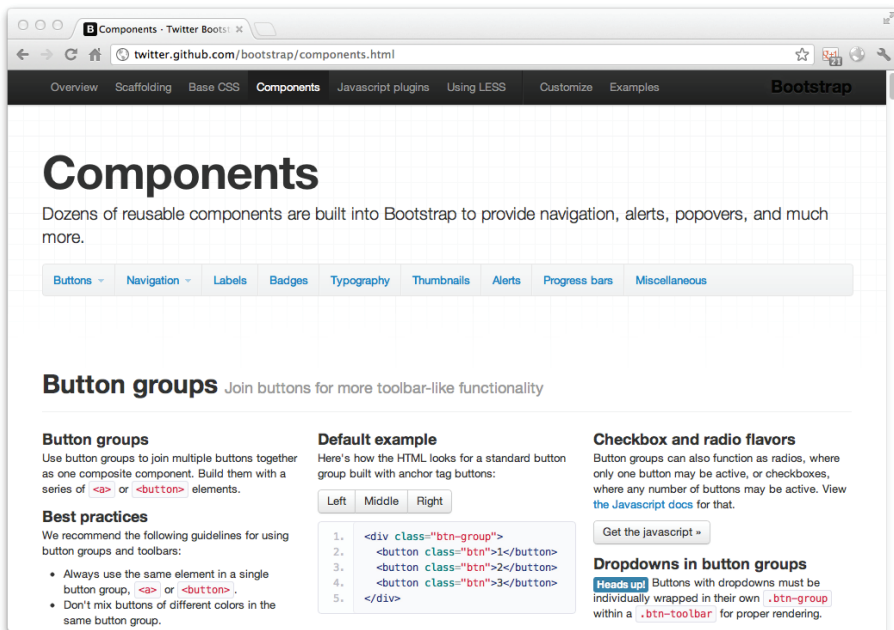 Components · Twitter Bootst
twitter.github.com/bootstrap/components.html
21
Overview Scaffolding Base CSS Components Javascript plugins Using LESS Customize Examples Bootstrap
Components
Dozens of reusable components are built into Bootstrap to provide navigation, alerts, popovers, and much
more.
Buttons Navigation Labels Badges Typography Thumbnails Alerts Progress bars Miscellaneous
Button groups Join buttons for more toolbar-like functionality
Button groups
Use button groups to join multiple buttons together
as one composite component. Build them with a
series of <a> or <button> elements.
Best practices
We recommend the following guidelines for using
button groups and toolbars:
• Always use the same element in a single
button group, <a> or <button>.
• Don't mix buttons of different colors in the
same button group.
Default example
Here's how the HTML looks for a standard button
group built with anchor tag buttons:
Left Middle Right
1. <div class="btn-group">
2. <button class="btn">1</button>
3. <button class="btn">2</button>
4. <button class="btn">3</button>
5. </div>
Checkbox and radio flavors
Button groups can also function as radios, where
only one button may be active, or checkboxes,
where any number of buttons may be active. View
the Javascript docs for that.
Get the javascript »
Dropdowns in button groups
Heads up! Buttons with dropdowns must be
individually wrapped in their own .btn-group
within a .btn-toolbar for proper rendering.